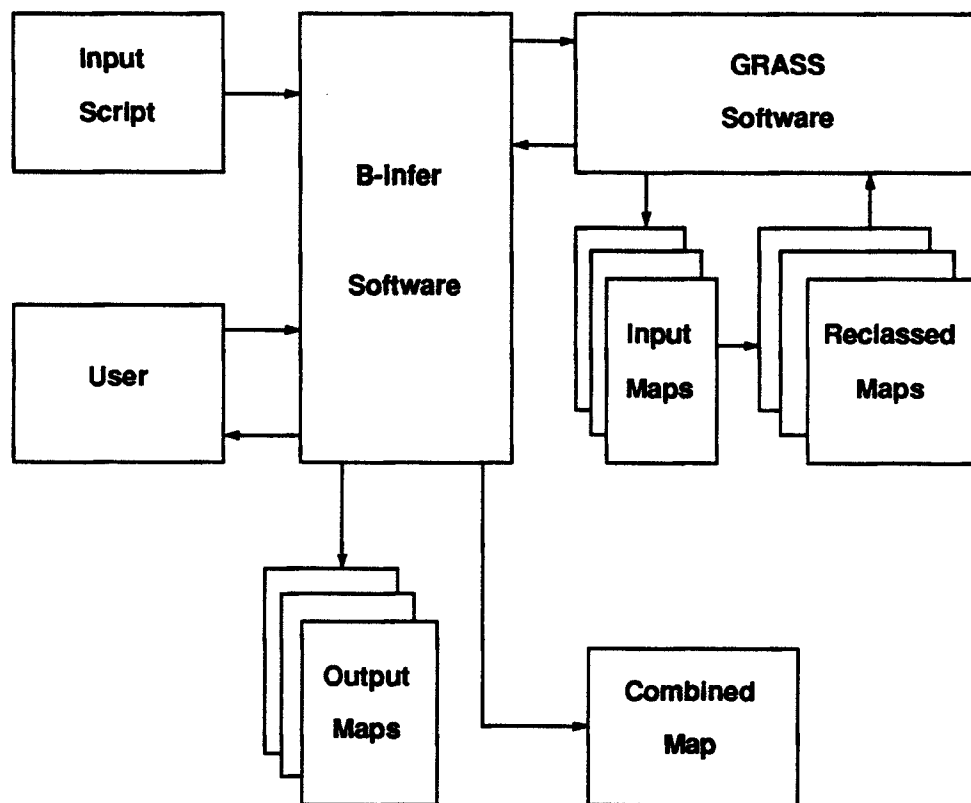 Input
Script
B-infer
Software
GRASS
Software
User
Input
Maps
Reclassed
Maps
Output
Maps
Combined
Map